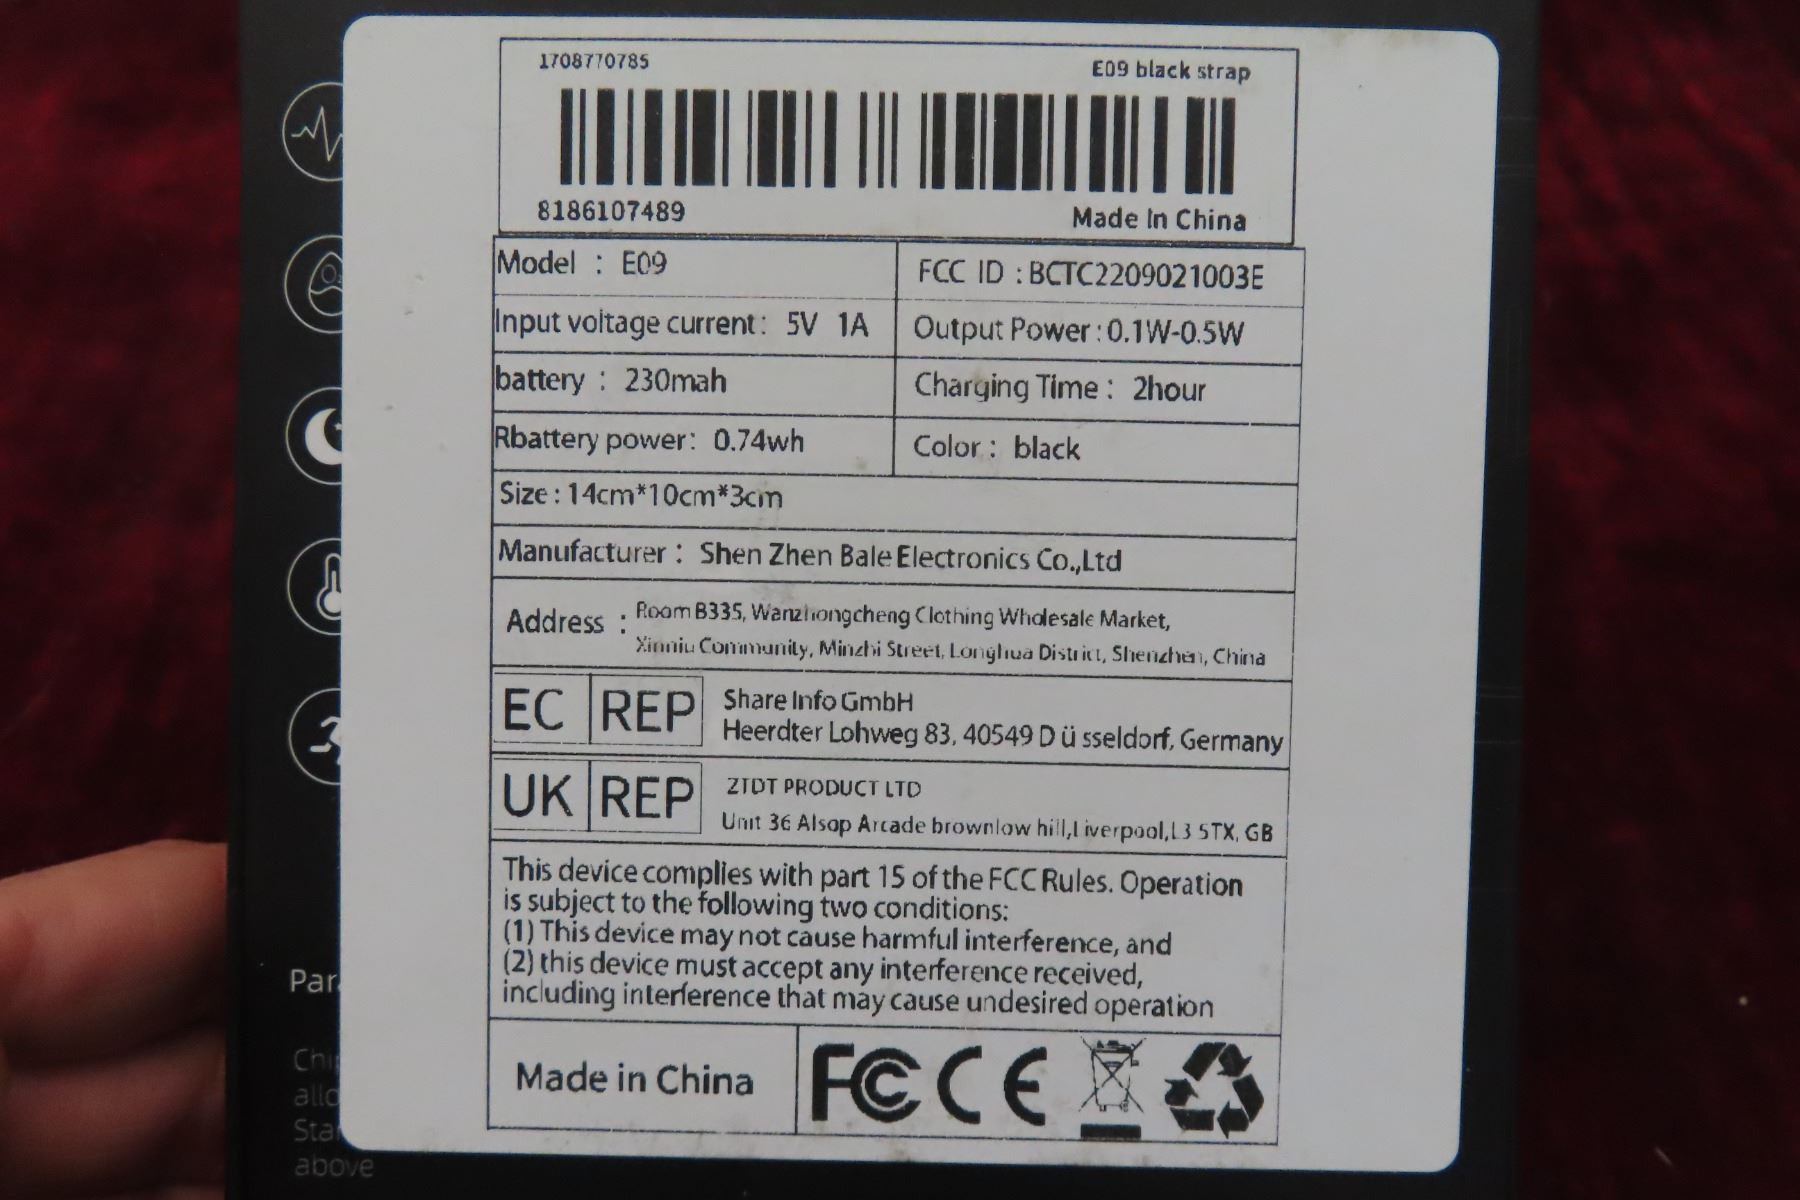 1708770785
E09 black strap
8186107489
Made In China
Model : E09
FCC ID : BCTC2209021003E
Input voltage current: 5V 1A
Output Power : 0.1W-0.5W
battery : 230mah
Charging Time : 2hour
Rbattery power: 0.74wh
Color : black
Size : 14cm*10cm*3cm
Manufacturer : Shen Zhen Bale Electronics Co.,Ltd
Address : Room B335, Wanzhongcheng Clothing Wholesale Market,
Xinniu Community, Minzhi Street, Longhua District, Shenzhen, China
EC REP
Share Info GmbH
Heerdter Lohweg 83, 40549 D ü sseldorf, Germany
UK REP
ZTDT PRODUCT LTD
Unit 36 Alsop Arcade brownlow hill,Liverpool,L3 5TX, GB
This device complies with part 15 of the FCC Rules. Operation
is subject to the following two conditions:
(1) This device may not cause harmful interference, and
(2) this device must accept any interference received,
including interference that may cause undesired operation
Made in China
FC CE
above